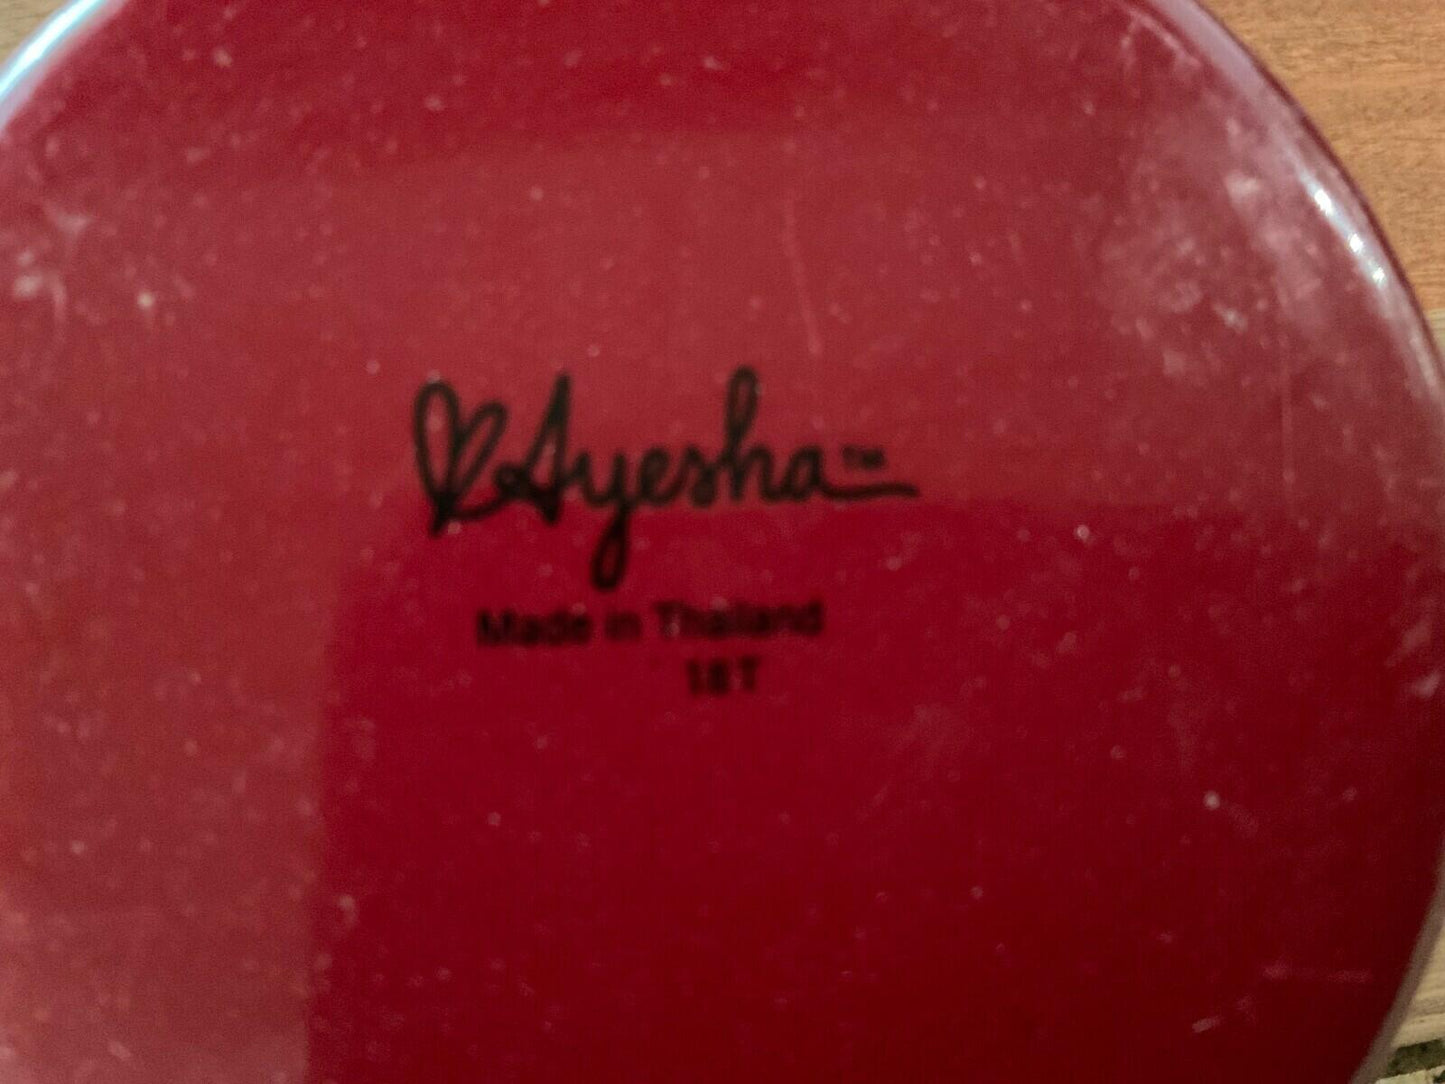 Ayesha™
Made in Thailand
18T